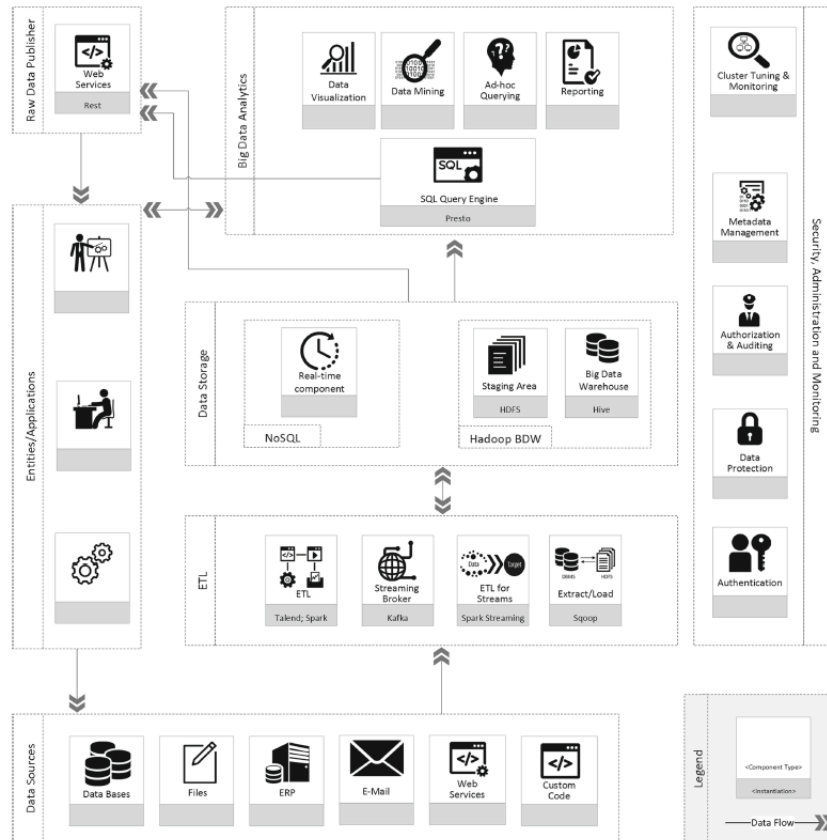 Raw Data Publisher
Web
Services
Rest
Big Data Analytics
Data
Visualization
Data Mining
Ad-hoc
Querying
Reporting
SQL
SQL Query Engine
Presto
Security, Administration and Monitoring
Cluster Tuning &
Monitoring
Metadata
Management
Authorization
& Auditing
Data
Protection
Authentication
Entities/Applications
Data Storage
Real-time
component
NoSQL
Staging Area
HDFS
Big Data
Warehouse
Hive
Hadoop BDW
ETL
ETL
Talend; Spark
Streaming
Broker
Kafka
Data
Target
ETL for
Streams
Spark Streaming
DBMS
HDFS
Extract/Load
Sqoop
Data Sources
Data Bases
Files
ERP
E-Mail
Web
Services
Custom
Code
Legend
<Component Type>
<Instantiation>
Data Flow